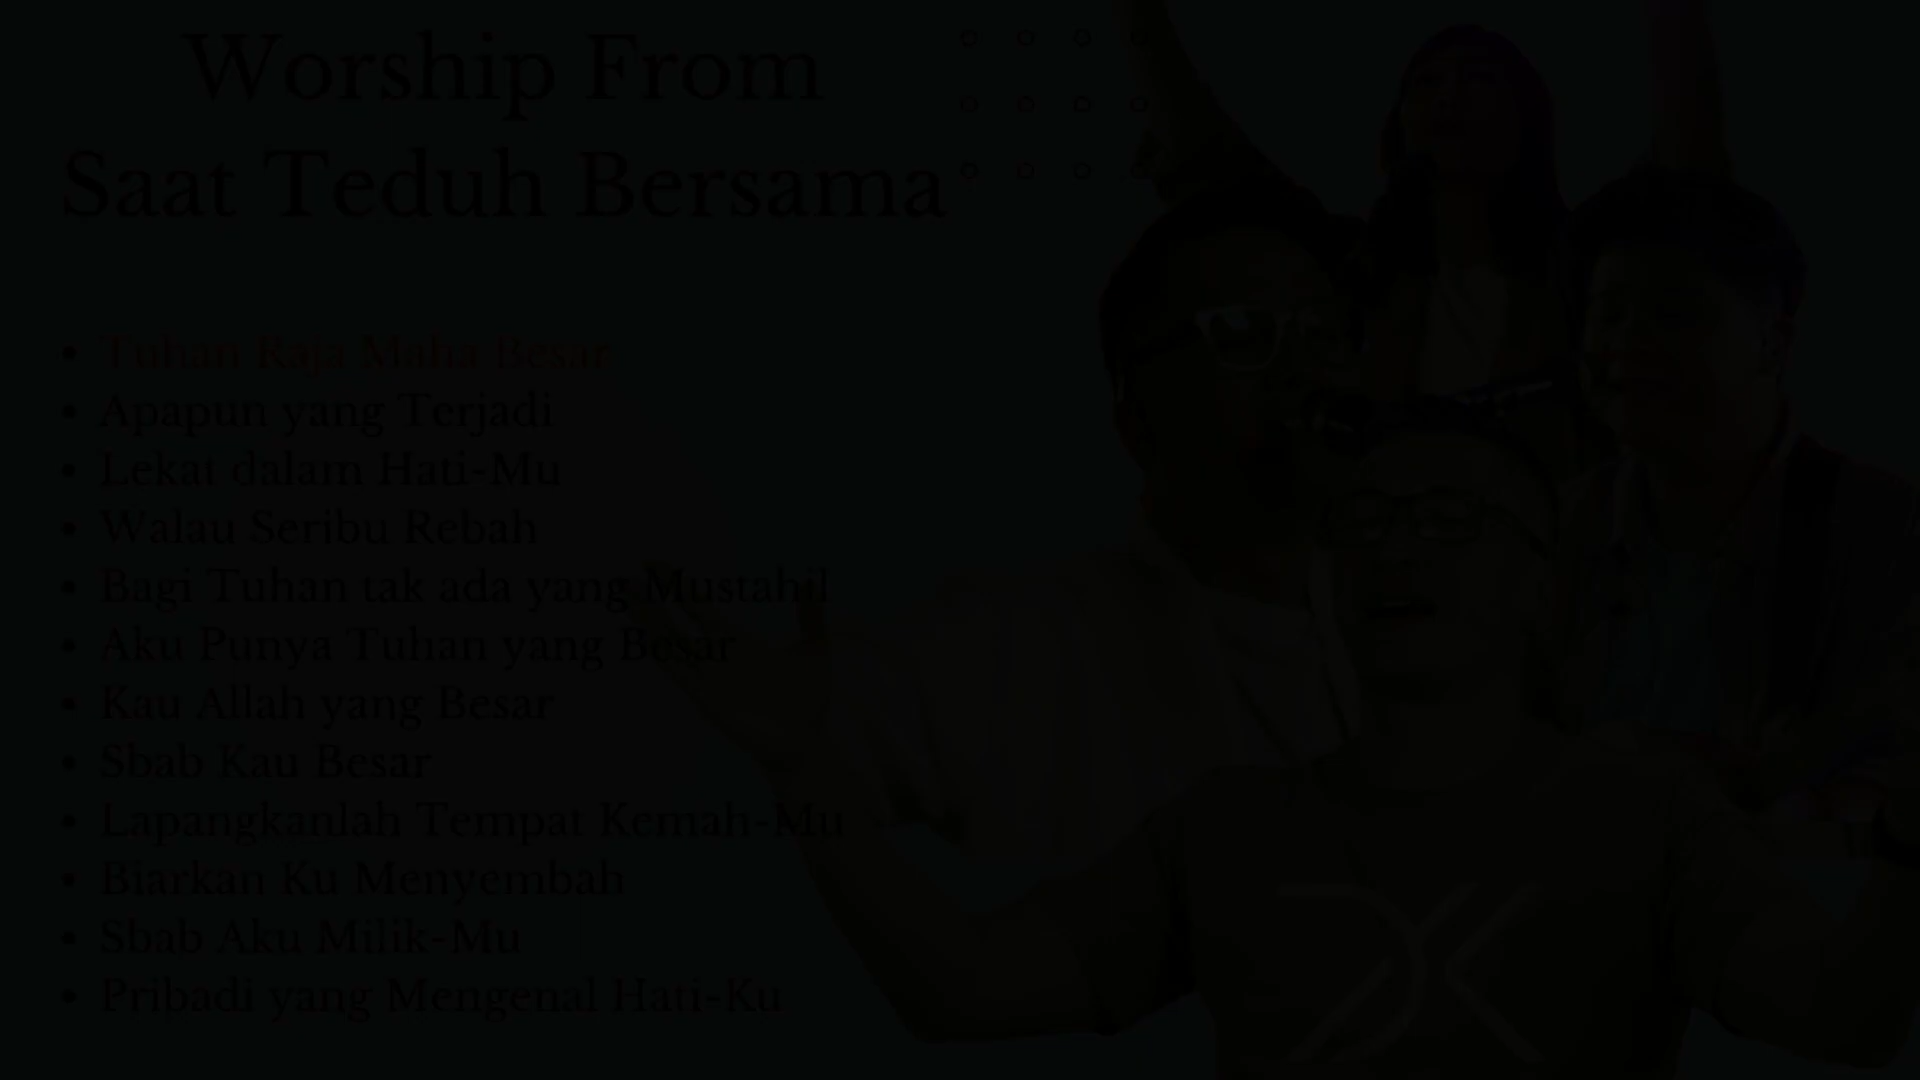 Worship From
Saat Teduh Bersama
Tuhan Raja Maha Besar
Apapun yang Terjadi
Lekat dalam Hati-Mu
Walau Seribu Rebah
Bagi Tuhan tak ada yang Mustahil
Aku Punya Tuhan yang Besar
Kau Allah yang Besar
Sbab Kau Besar
Lapangkanlah Tempat Kemah-Mu
Biarkan Ku Menyembah
Sbab Aku Milik-Mu
Pribadi yang Mengenal Hati-Ku